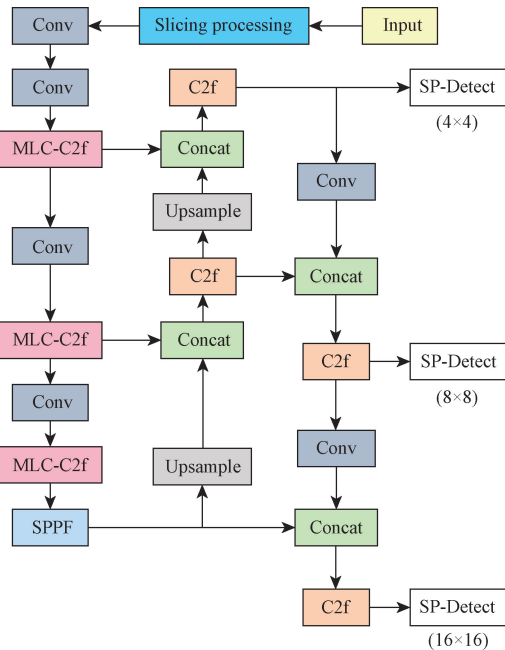 Conv
Slicing processing
Input
Conv
C2f
SP-Detect
(4×4)
MLC-C2f
Concat
Conv
Upsample
Conv
C2f
Concat
MLC-C2f
Concat
C2f
SP-Detect
(8×8)
Conv
Conv
MLC-C2f
Upsample
SPPF
Concat
C2f
SP-Detect
(16×16)